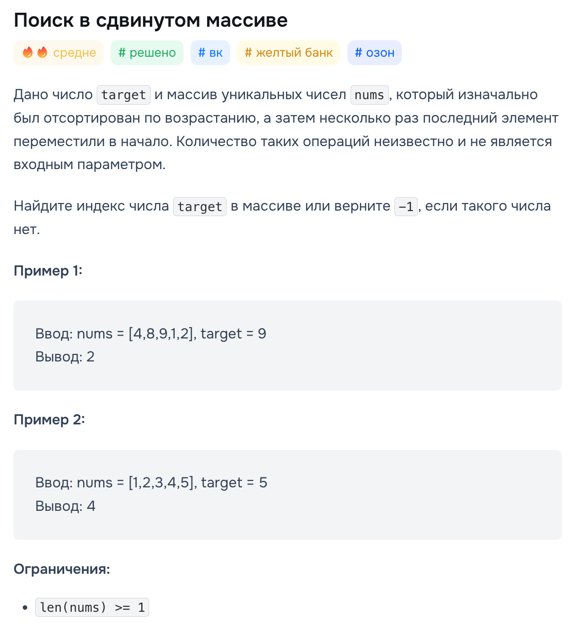 Поиск в сдвинутом массиве
🔥🔥 средне # решено # вк # желтый банк # озон
Дано число target и массив уникальных чисел nums, который изначально
был отсортирован по возрастанию, а затем несколько раз последний элемент
переместили в начало. Количество таких операций неизвестно и не является
входным параметром.
Найдите индекс числа target в массиве или верните -1, если такого числа
нет.
Пример 1:
Ввод: nums = [4,8,9,1,2], target = 9
Вывод: 2
Пример 2:
Ввод: nums = [1,2,3,4,5], target = 5
Вывод: 4
Ограничения:
• len(nums) >= 1